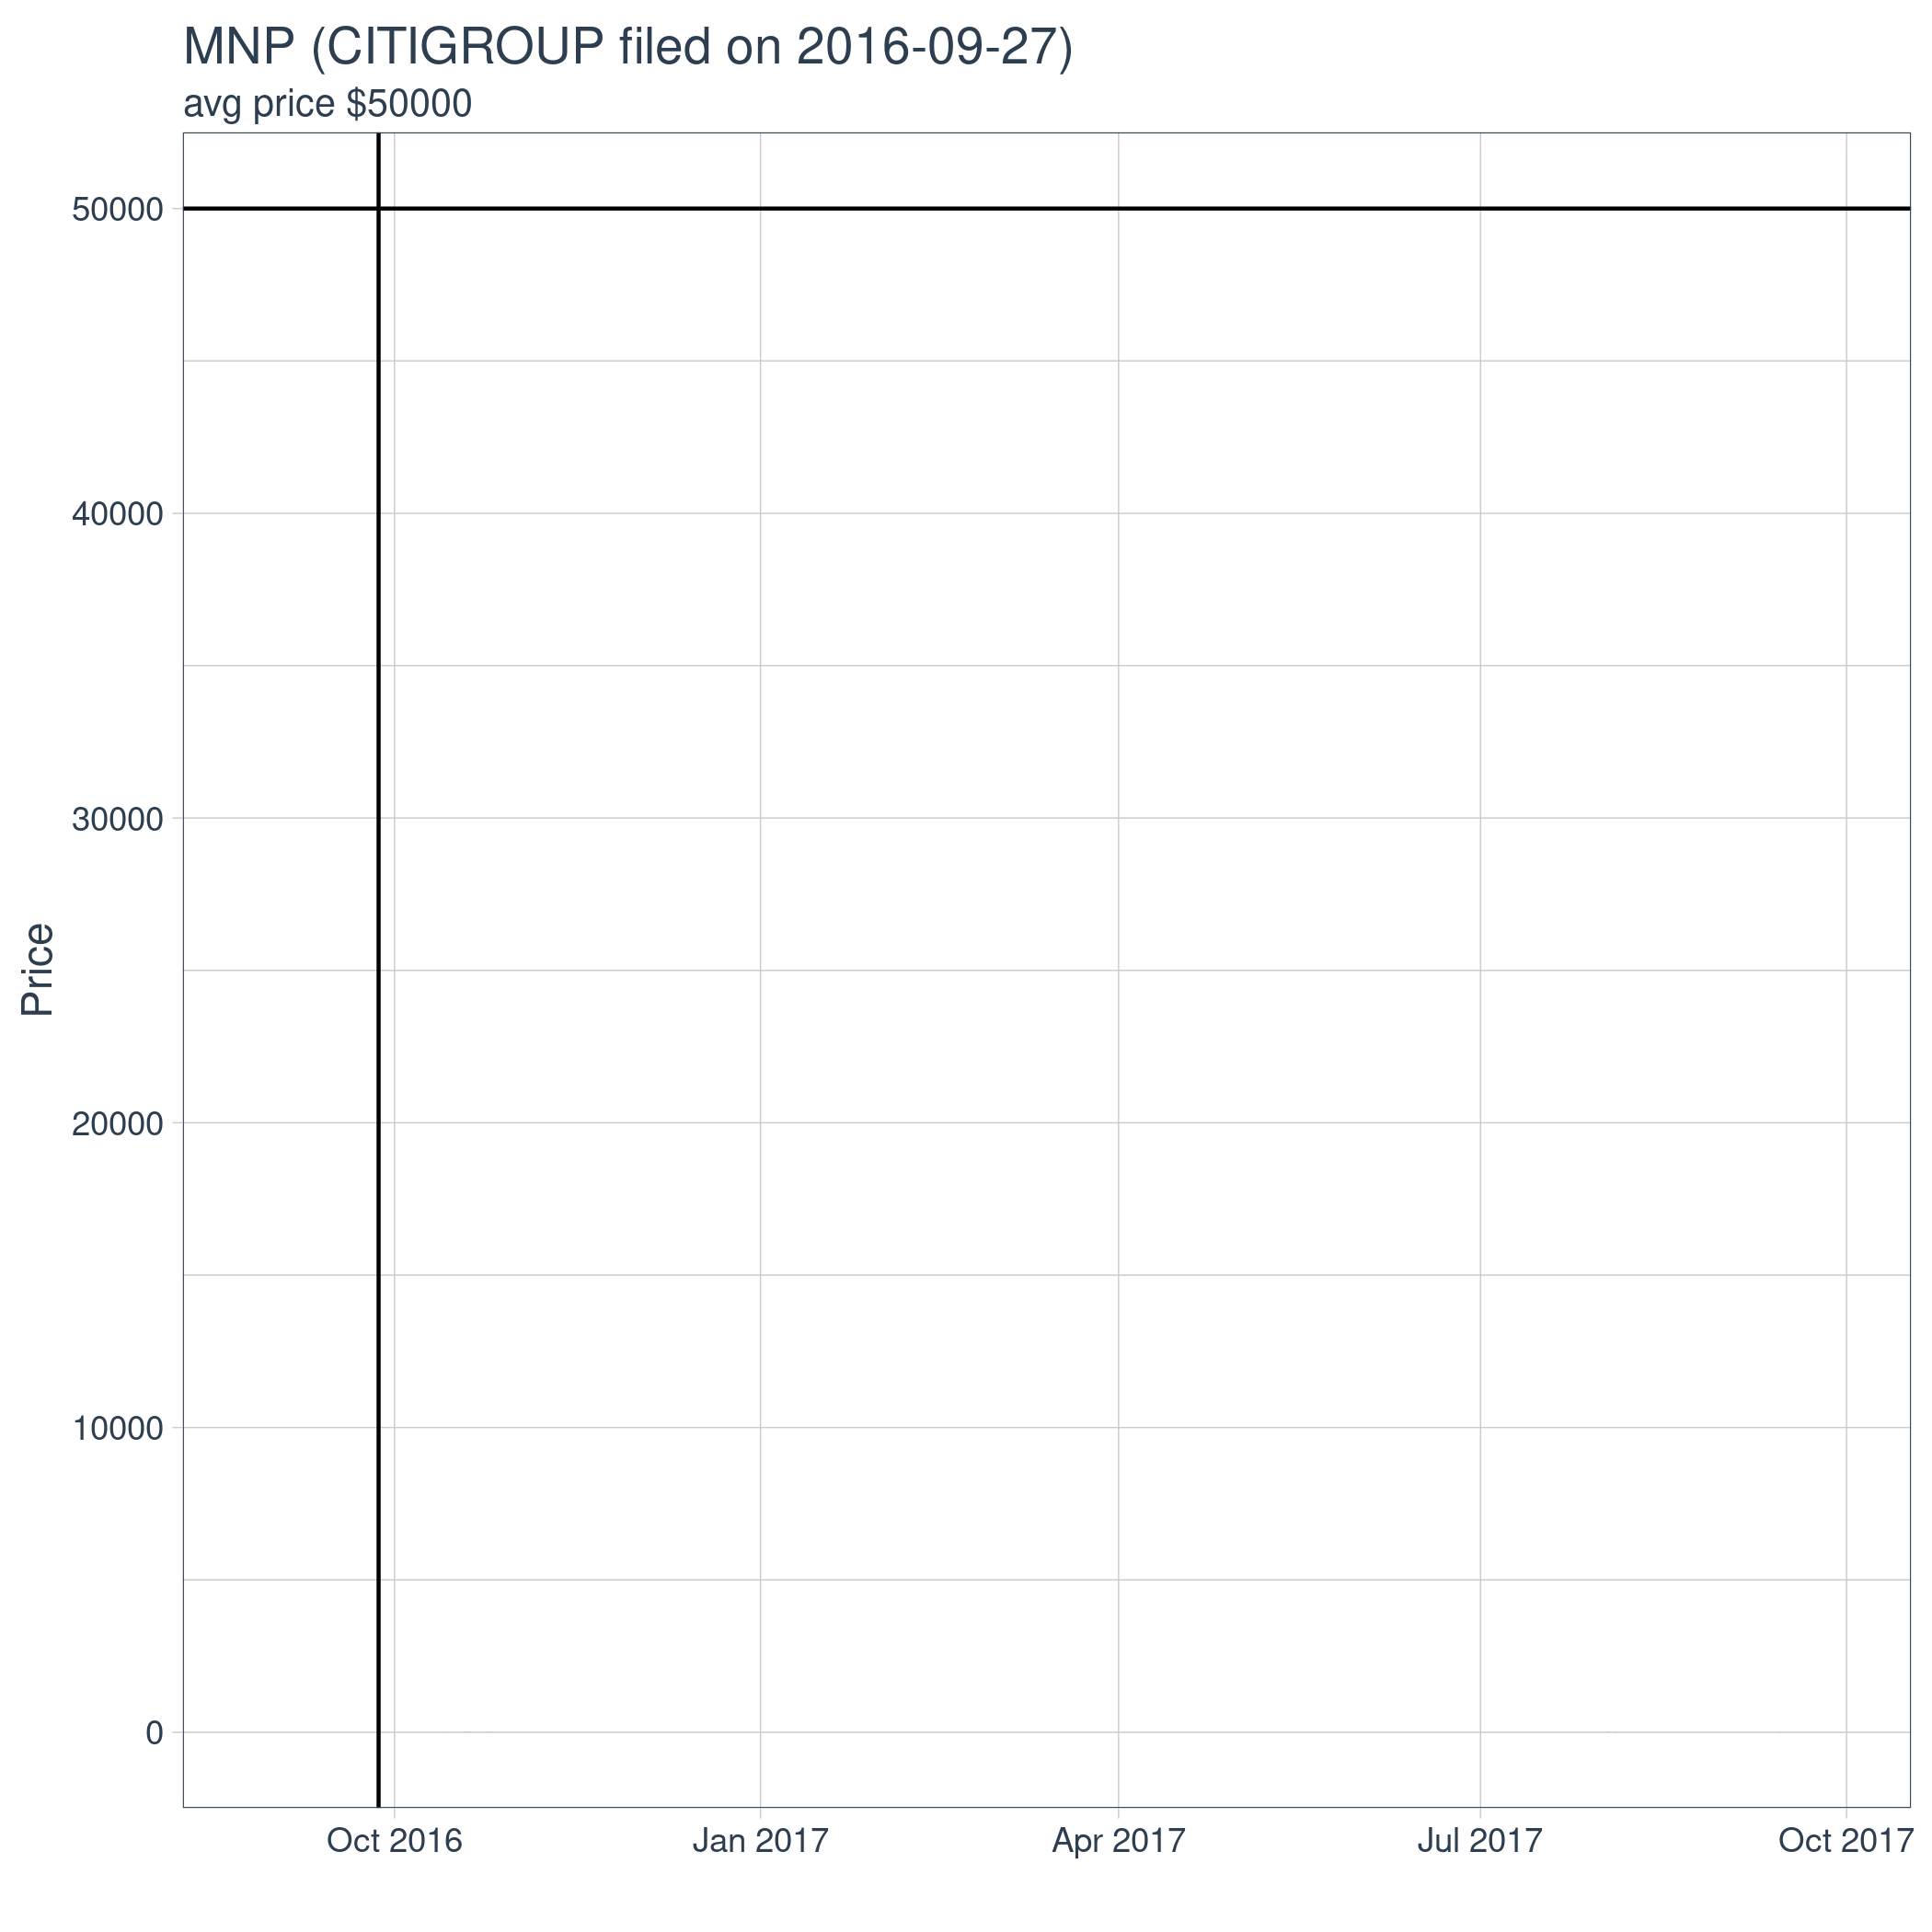 MNP (CITIGROUP filed on 2016-09-27)
avg price $50000
Price
50000
40000
30000
20000
10000
0
Oct 2016
Jan 2017
Apr 2017
Jul 2017
Oct 2017